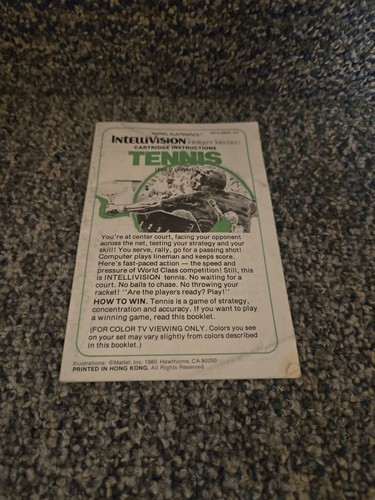 MATTEL ELECTRONICS®
INTELLIVISION Intelligent Television
CARTRIDGE INSTRUCTIONS
TENNIS
(For 2 Players)
You're at center court, facing your opponent
across the net, testing your strategy and your
skill! You serve, rally, go for a passing shot!
Computer plays lineman and keeps score.
Here's fast-paced action — the speed and
pressure of World Class competition! Still, this
is INTELLIVISION tennis. No waiting for a
court. No balls to chase. No throwing your
racket! "Are the players ready? Play!"
HOW TO WIN. Tennis is a game of strategy,
concentration and accuracy. If you want to play
a winning game, read this booklet.
(FOR COLOR TV VIEWING ONLY. Colors you see
on your set may vary slightly from colors described
in this booklet.)
Illustrations: ©Mattel, Inc. 1980. Hawthorne, CA 90250
PRINTED IN HONG KONG. All Rights Reserved